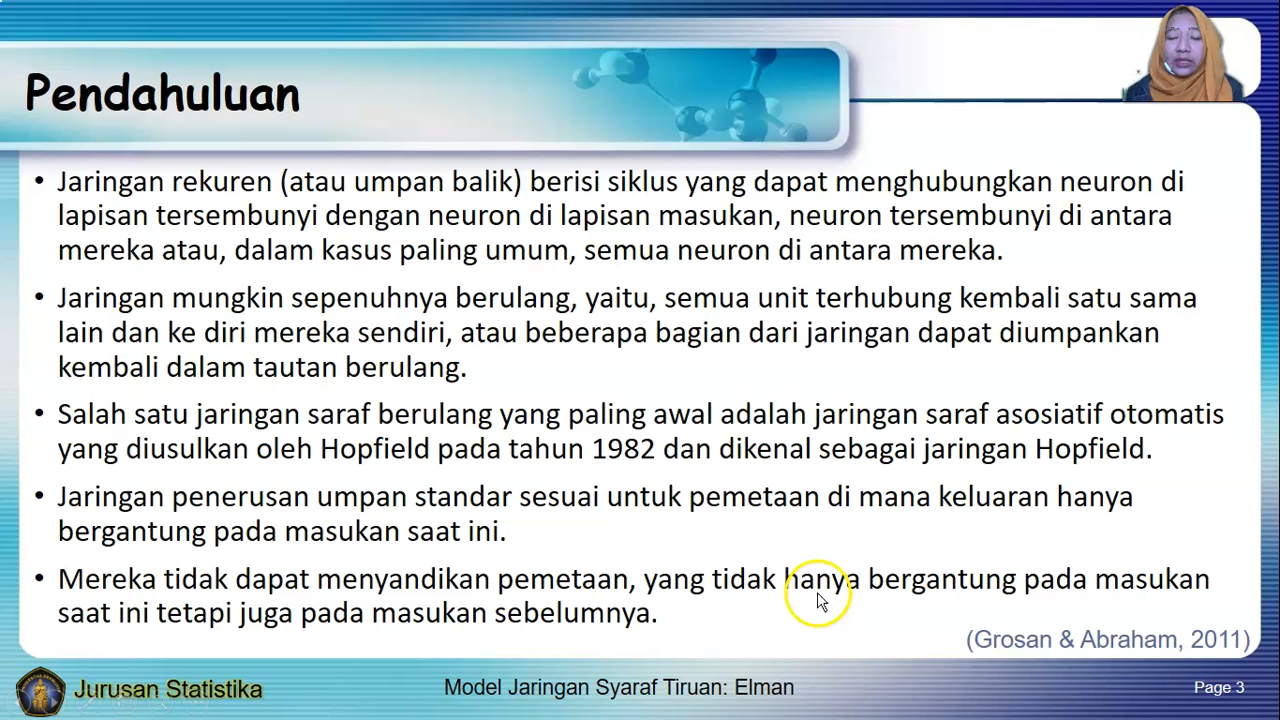 Pendahuluan
• Jaringan rekuren (atau umpan balik) berisi siklus yang dapat menghubungkan neuron di
lapisan tersembunyi dengan neuron di lapisan masukan, neuron tersembunyi di antara
mereka atau, dalam kasus paling umum, semua neuron di antara mereka.
• Jaringan mungkin sepenuhnya berulang, yaitu, semua unit terhubung kembali satu sama
lain dan ke diri mereka sendiri, atau beberapa bagian dari jaringan dapat diumpankan
kembali dalam tautan berulang.
• Salah satu jaringan saraf berulang yang paling awal adalah jaringan saraf asosiatif otomatis
yang diusulkan oleh Hopfield pada tahun 1982 dan dikenal sebagai jaringan Hopfield.
• Jaringan penerusan umpan standar sesuai untuk pemetaan di mana keluaran hanya
bergantung pada masukan saat ini.
• Mereka tidak dapat menyandikan pemetaan, yang tidak hanya bergantung pada masukan
saat ini tetapi juga pada masukan sebelumnya.
(Grosan & Abraham, 2011)
Jurusan Statistika
Model Jaringan Syaraf Tiruan: Elman
Page 3